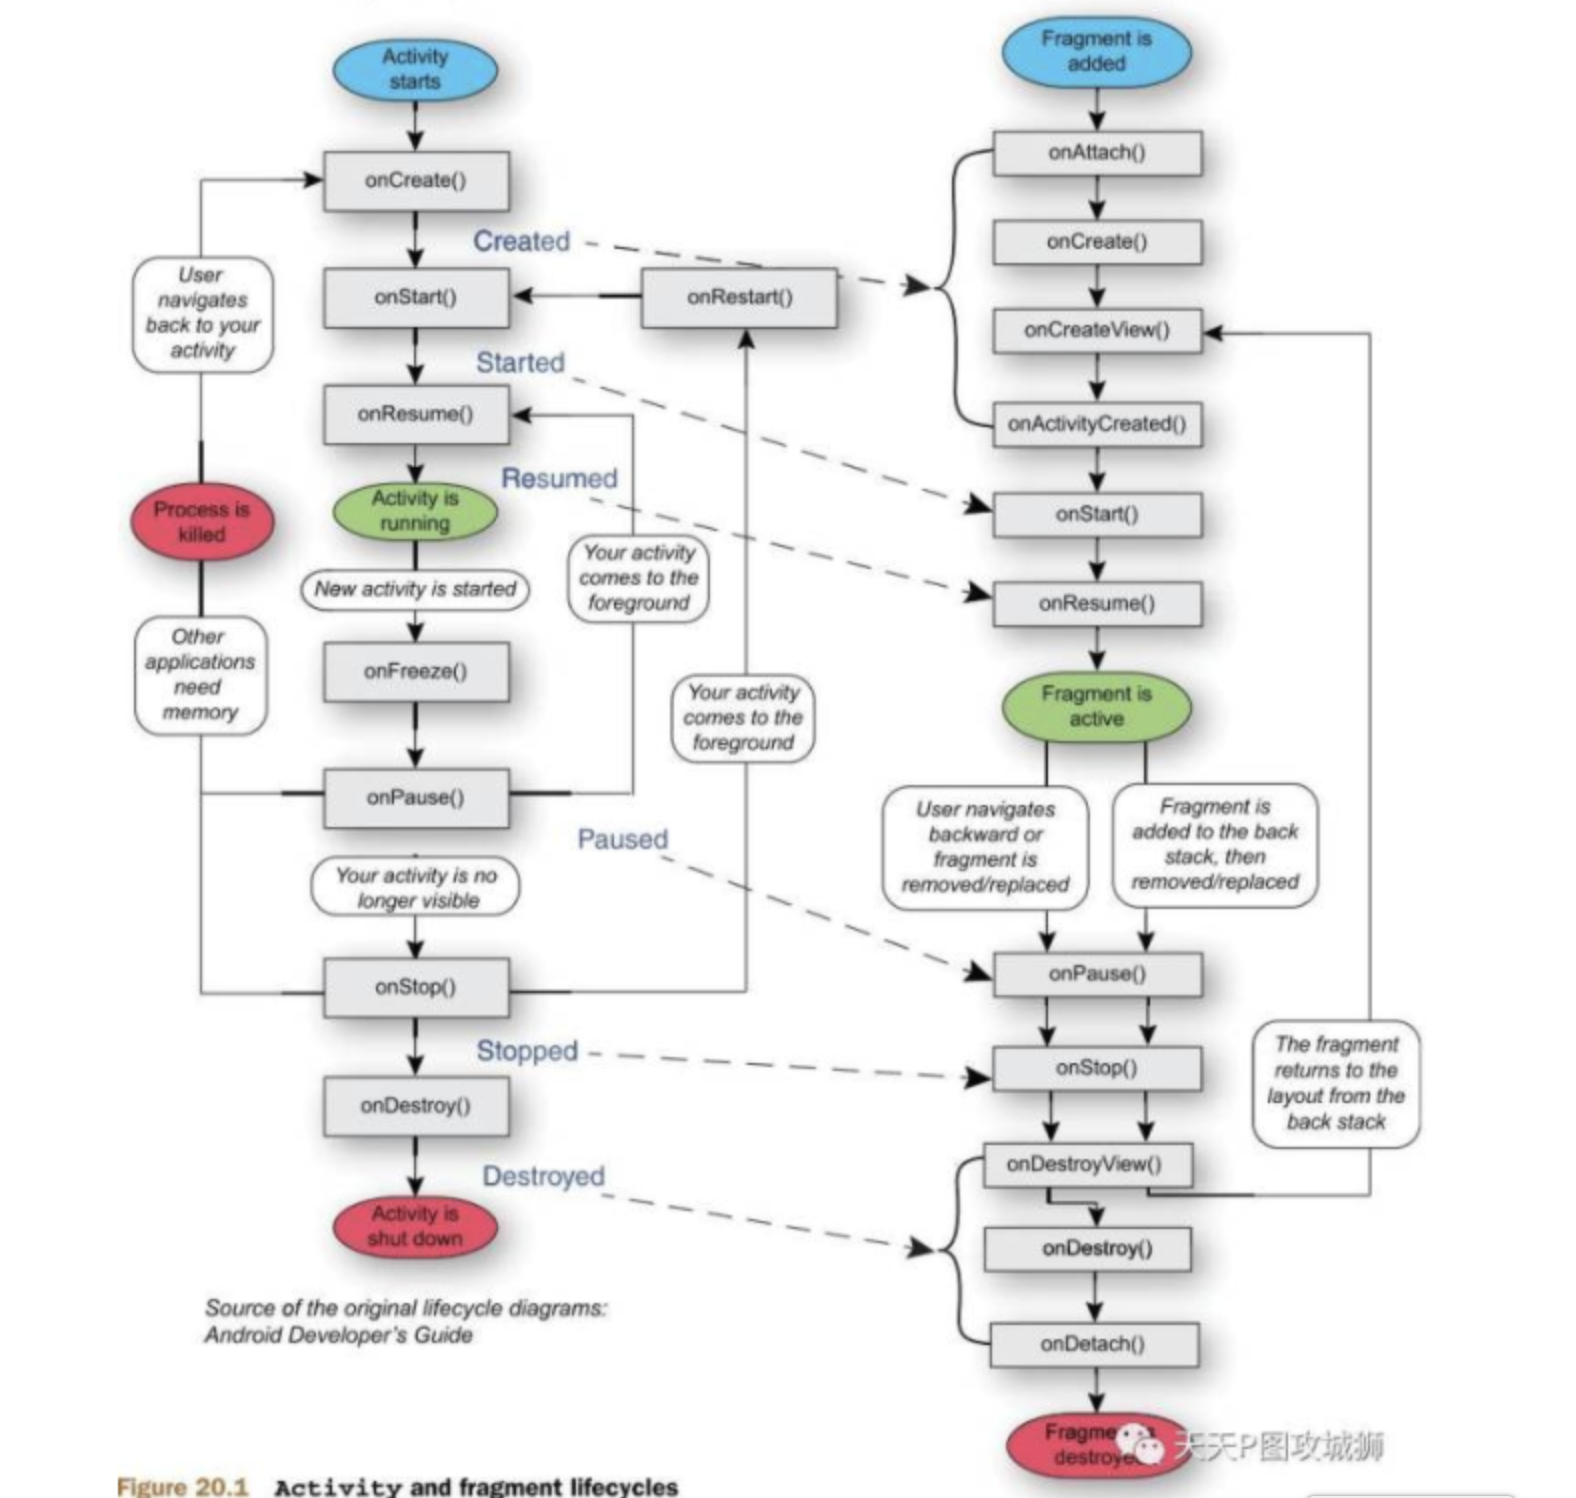 Activity
starts
onCreate()
Created
onStart()
onRestart()
User
navigates
back to your
activity
Started
onResume()
Resumed
Process is
killed
Activity is
running
Your activity
comes to the
foreground
New activity is started
Other
applications
need
memory
onFreeze()
Your activity
comes to the
foreground
onPause()
Paused
Your activity is no
longer visible
onStop()
Stopped
onDestroy()
Destroyed
Activity is
shut down
Source of the original lifecycle diagrams:
Android Developer's Guide
Fragment is
added
onAttach()
onCreate()
onCreateView()
onActivityCreated()
onStart()
onResume()
Fragment is
active
User navigates
backward or
fragment is
removed/replaced
Fragment is
added to the back
stack, then
removed/replaced
onPause()
onStop()
The fragment
returns to the
layout from the
back stack
onDestroyView()
onDestroy()
onDetach()
天天P图攻城狮
Figure 20.1 Activity and fragment lifecycles